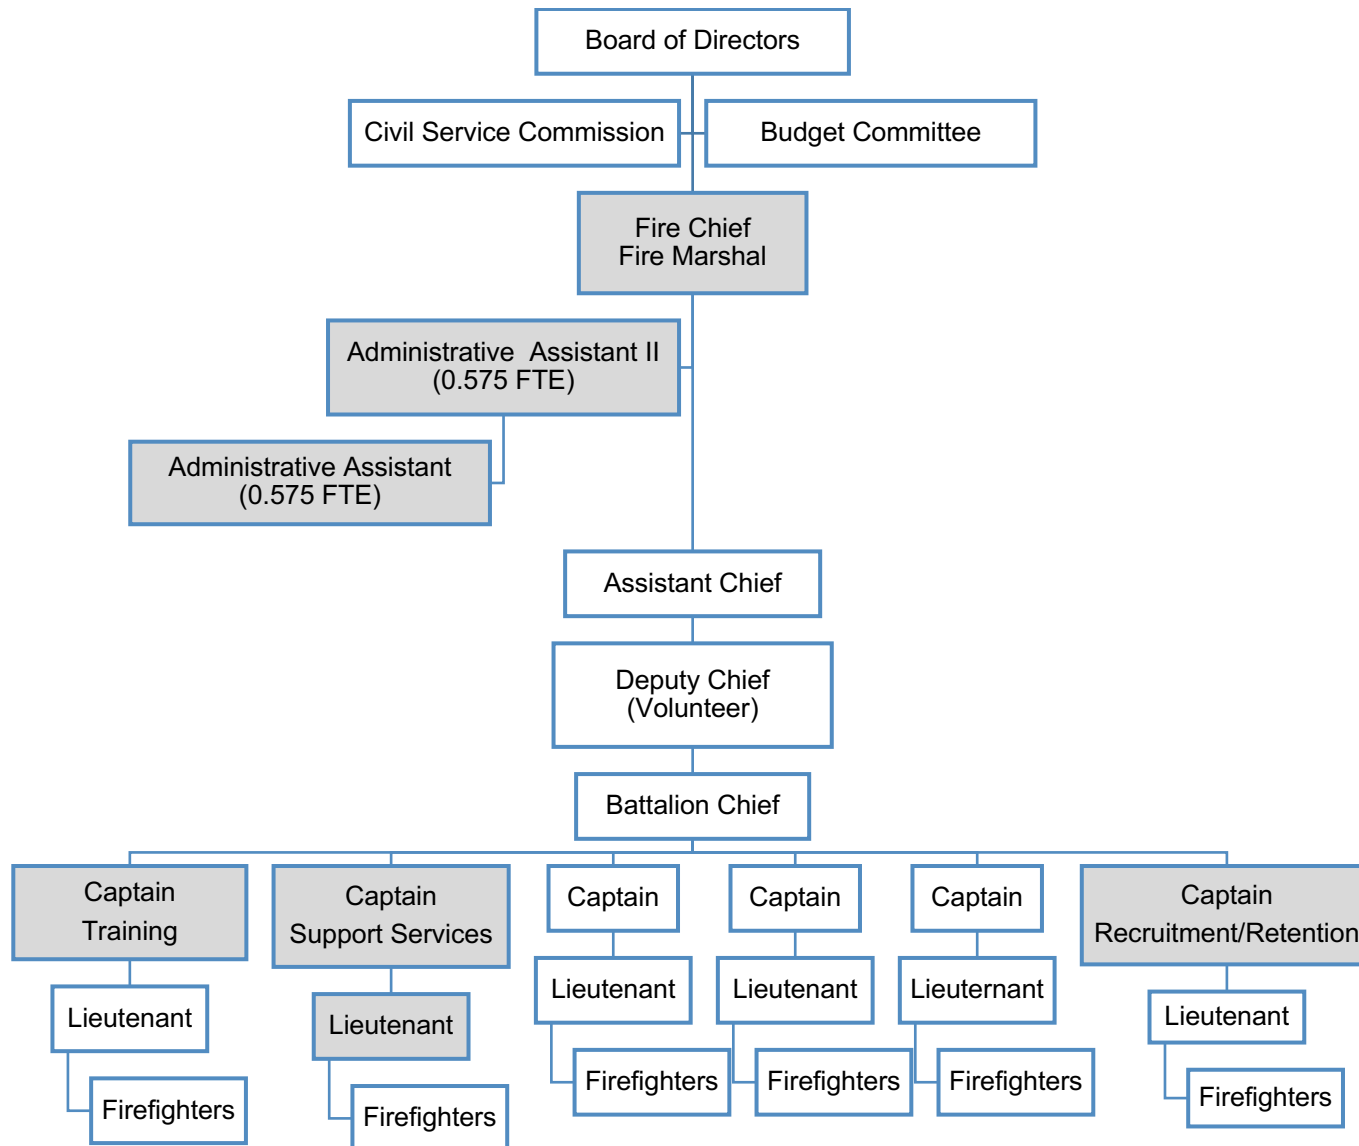 Board of Directors
Civil Service Commission
Budget Committee
Fire Chief
Fire Marshal
Administrative  Assistant II
(0.575 FTE)
Administrative Assistant
(0.575 FTE)
Assistant Chief
Deputy Chief
(Volunteer)
Battalion Chief
Captain
Training
Captain
Support Services
Captain
Captain
Captain
Captain
Recruitment/Retention
Lieutenant
Lieutenant
Lieutenant
Lieutenant
Lieuternant
Lieutenant
Firefighters
Firefighters
Firefighters
Firefighters
Firefighters
Firefighters